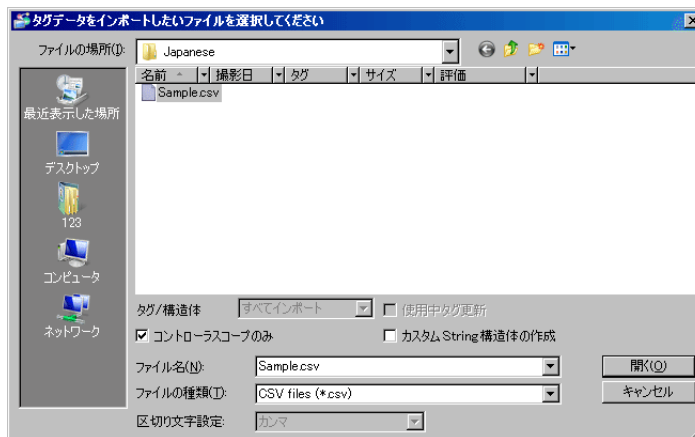 タグデータをインポートしたいファイルを選択してください
ファイルの場所(I):
Japanese
名前 撮影日 タグ サイズ 評価
Sample.csv
最近表示した場所
デスクトップ
123
コンピュータ
ネットワーク
タグ/構造体 すべてインポート 使用中タグ更新
コントローラスコープのみ カスタム String 構造体の作成
ファイル名(N): Sample.csv 開く(O)
ファイルの種類(T): CSV files (*.csv) キャンセル
区切り文字設定: カンマ